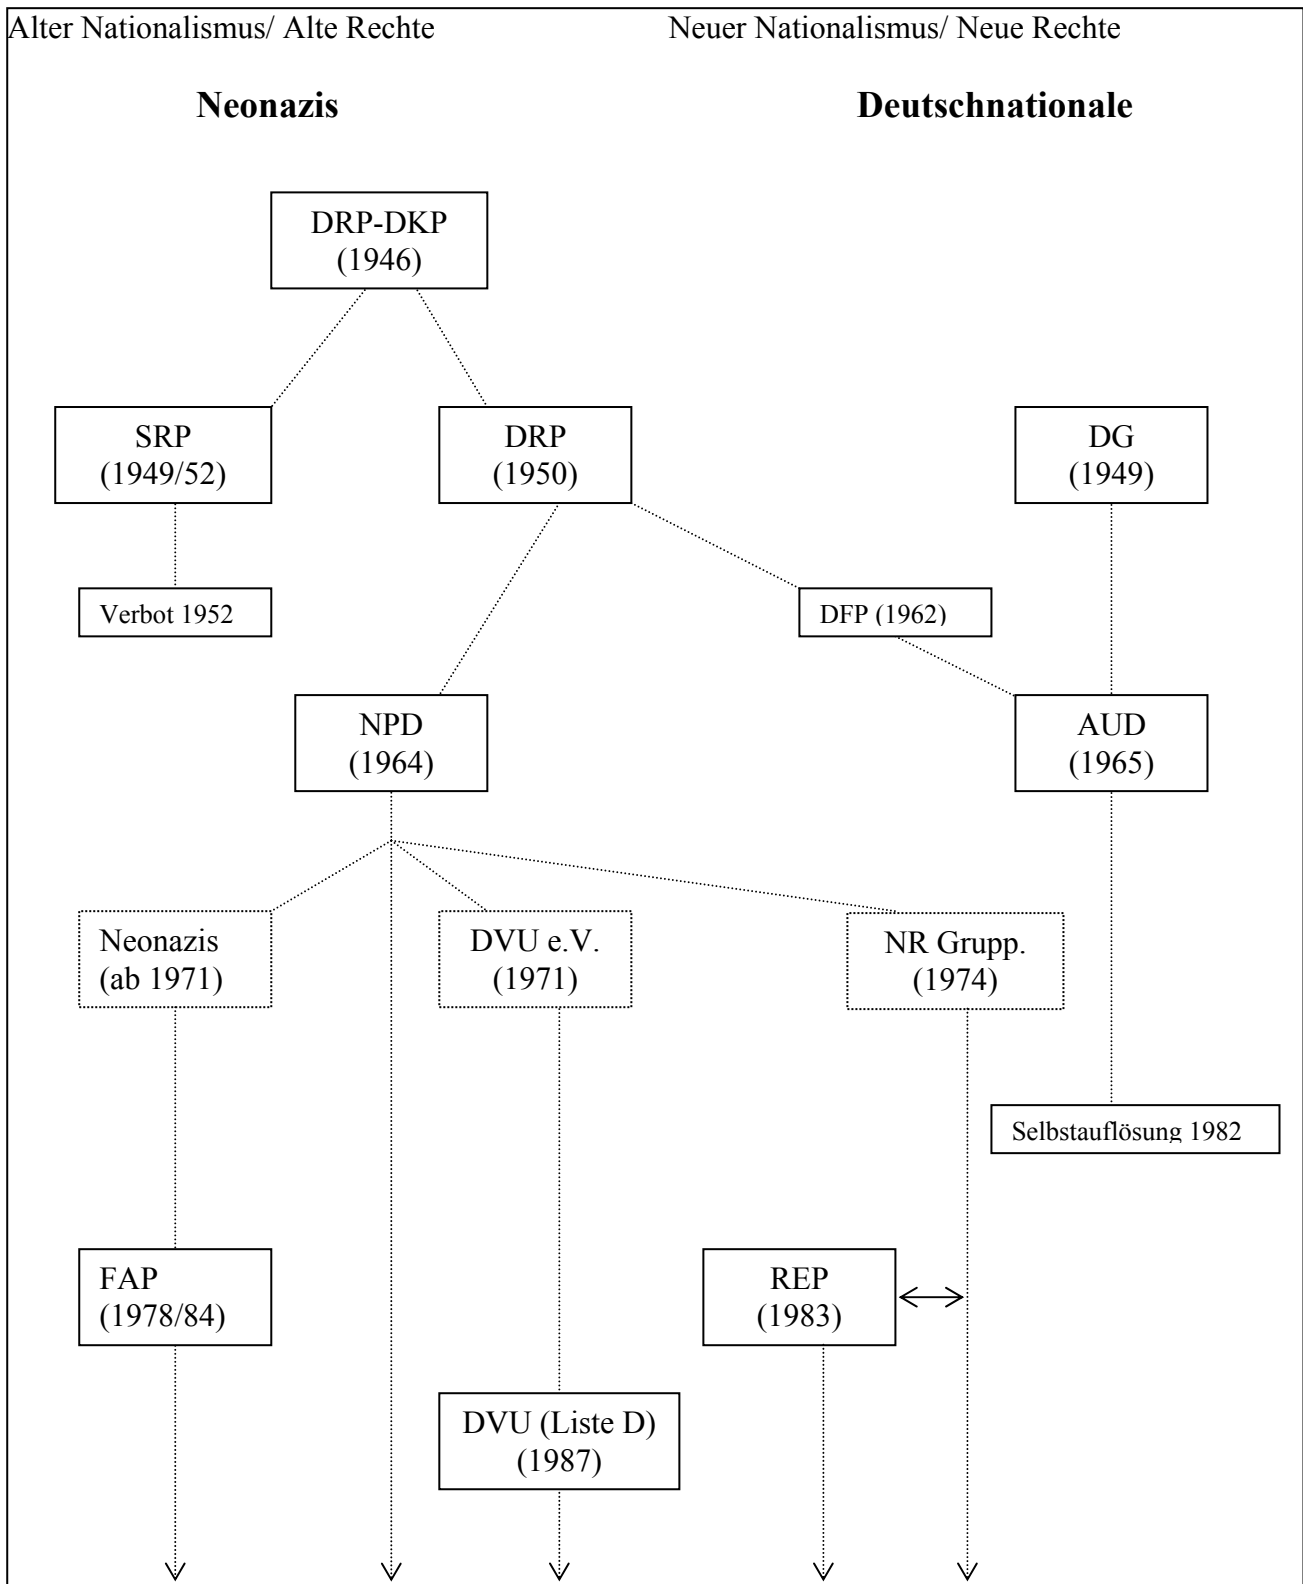 Alter Nationalismus/ Alte Rechte
Neuer Nationalismus/ Neue Rechte
Neonazis
Deutschnationale
DRP-DKP
(1946)
SRP
(1949/52)
DRP
(1950)
DG
(1949)
Verbot 1952
DFP (1962)
NPD
(1964)
AUD
(1965)
Neonazis
(ab 1971)
DVU e.V.
(1971)
NR Grupp.
(1974)
Selbstauflösung 1982
FAP
(1978/84)
REP
(1983)
DVU (Liste D)
(1987)